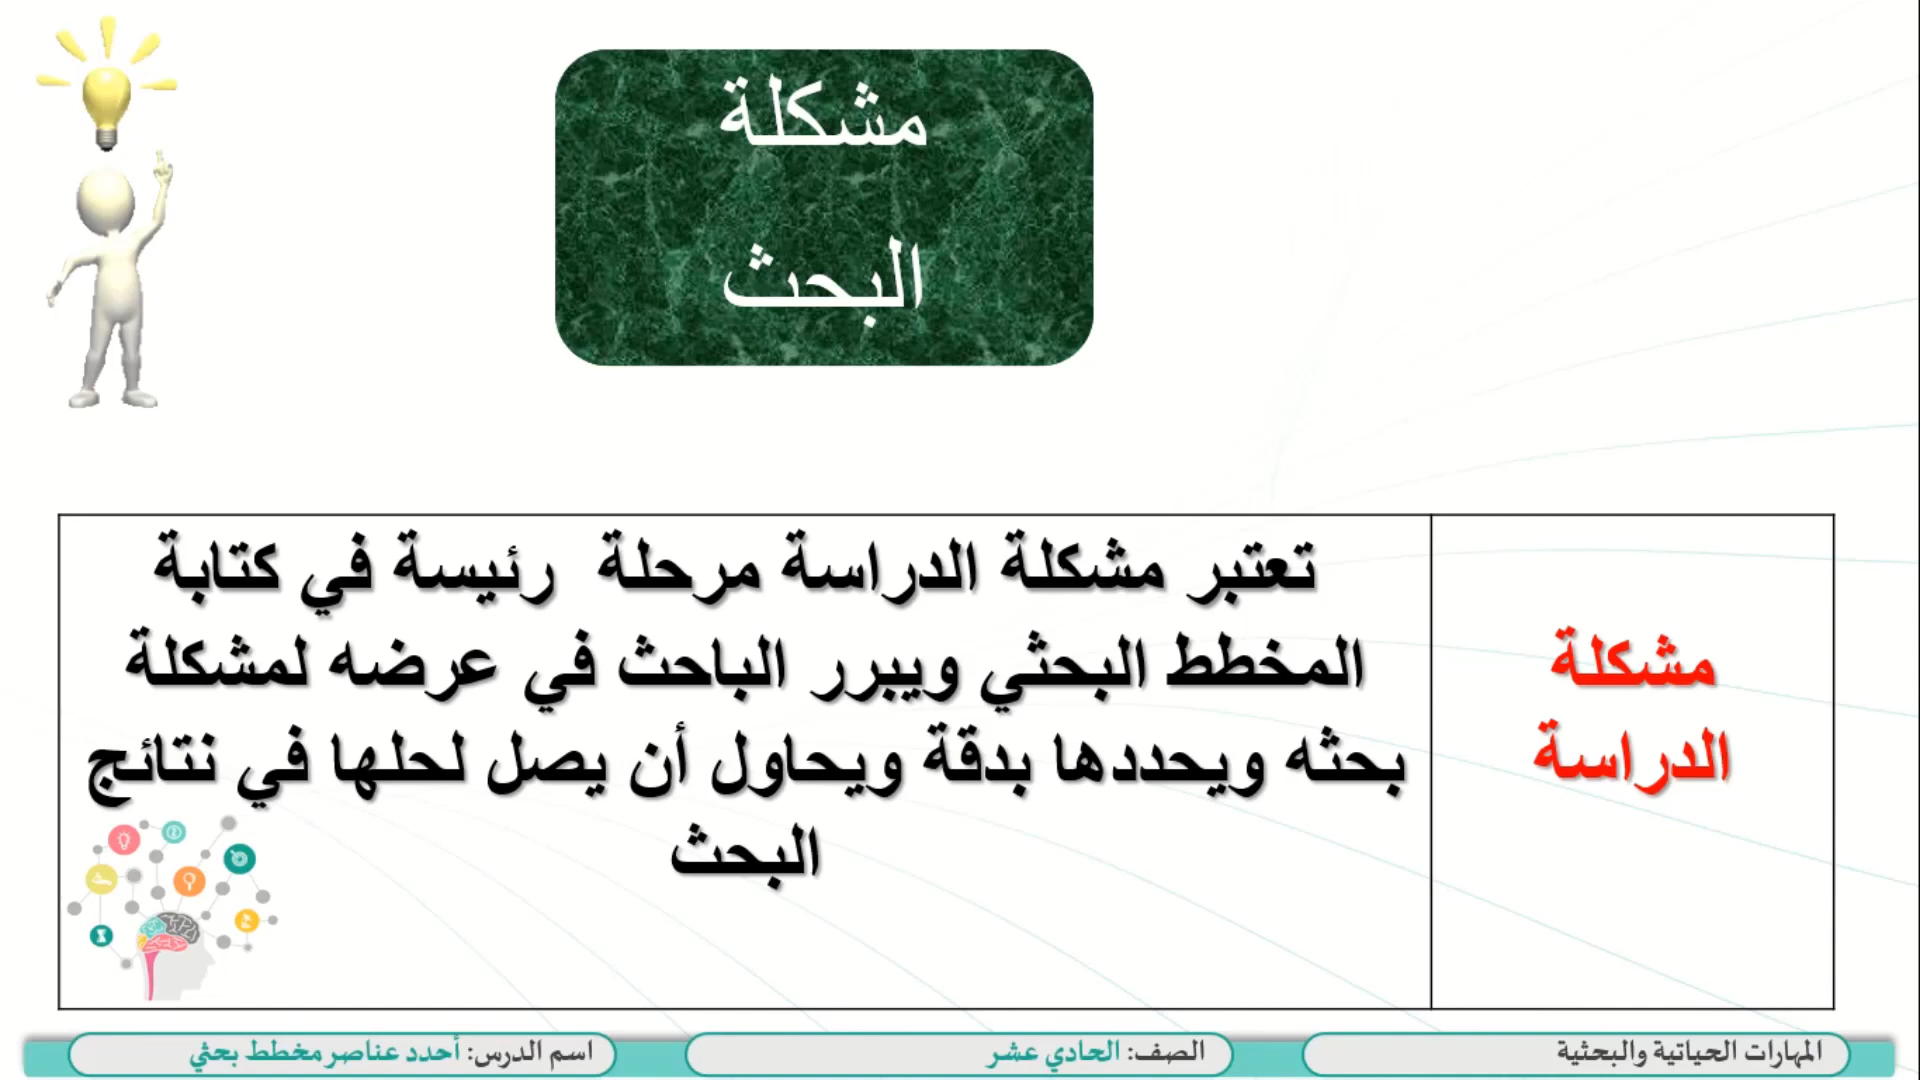 مشكلة
البحث
مشكلة
الدراسة
تعتبر مشكلة الدراسة مرحلة رئيسة في كتابة
المخطط البحثي ويبرر الباحث في عرضه لمشكلة
بحثه ويحددها بدقة ويحاول أن يصل لحلها في نتائج
البحث
المهارات الحياتية والبحثية
الصف: الحادي عشر
اسم الدرس: أحدد عناصر مخطط بحثي